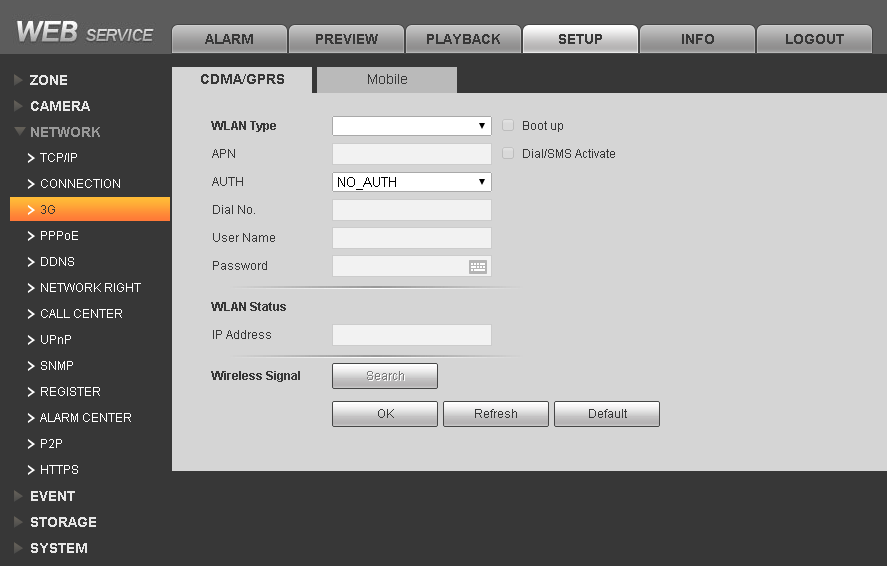 WEB SERVICE
ALARM PREVIEW PLAYBACK SETUP INFO LOGOUT
ZONE
CAMERA
NETWORK
TCP/IP
CONNECTION
3G
PPPoE
DDNS
NETWORK RIGHT
CALL CENTER
UPnP
SNMP
REGISTER
ALARM CENTER
P2P
HTTPS
EVENT
STORAGE
SYSTEM
CDMA/GPRS Mobile
WLAN Type Boot up
APN Dial/SMS Activate
AUTH NO_AUTH
Dial No.
User Name
Password
WLAN Status
IP Address
Wireless Signal Search
OK Refresh Default